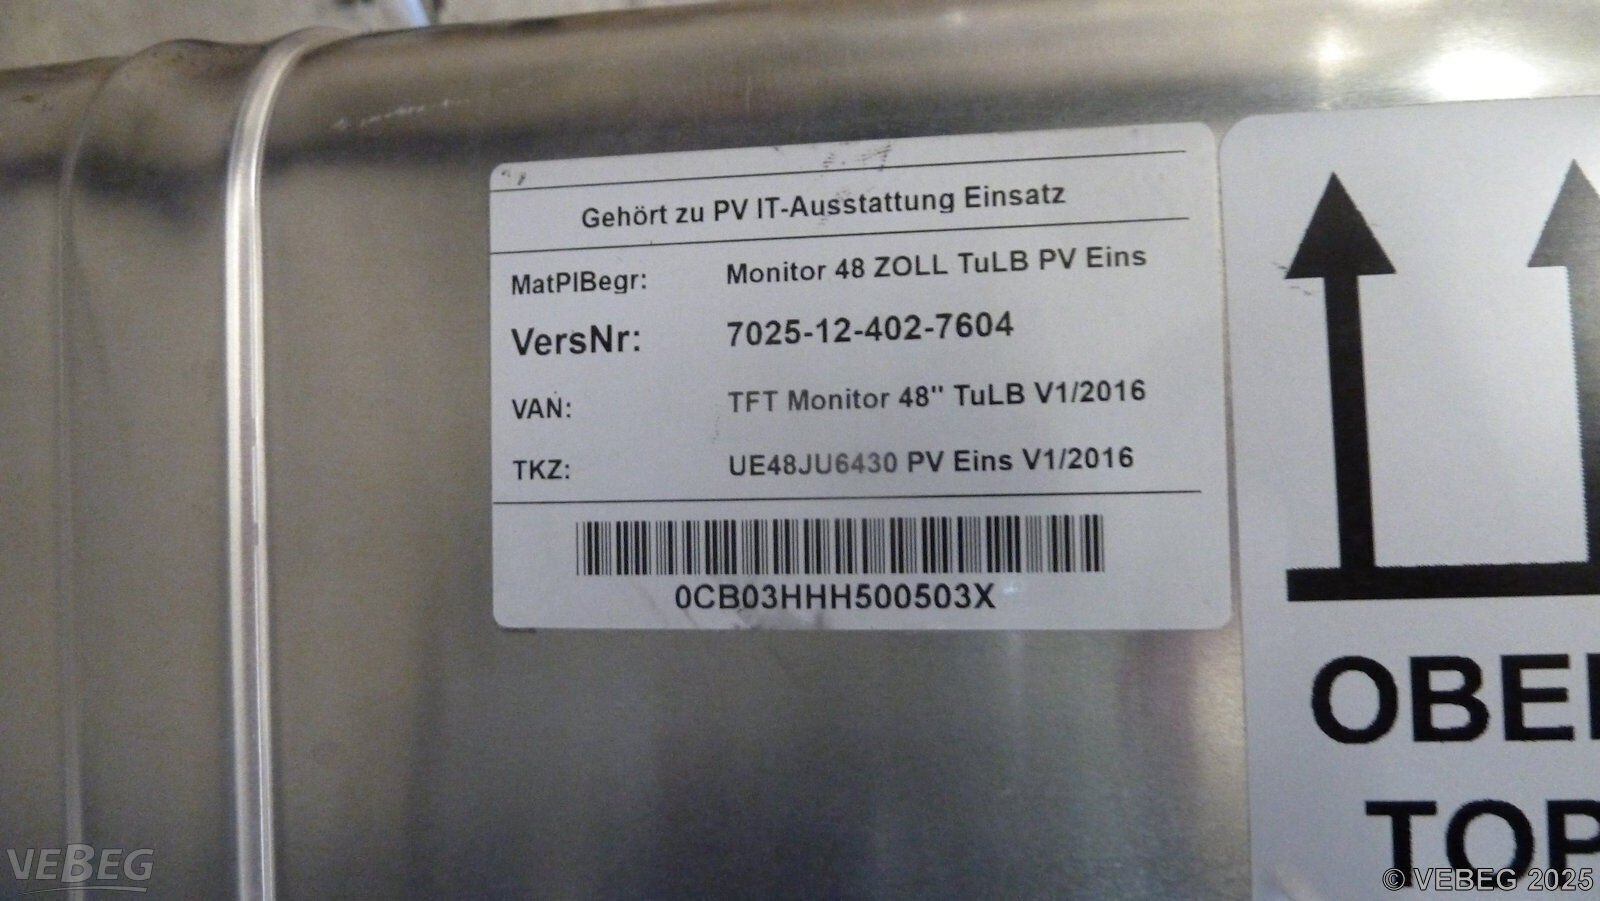 Gehört zu PV IT-Ausstattung Einsatz
MatPlBegr: Monitor 48 ZOLL TuLB PV Eins
VersNr: 7025-12-402-7604
VAN: TFT Monitor 48" TuLB V1/2016
TKZ: UE48JU6430 PV Eins V1/2016
0CB03HHH500503X
TOP
VEBEG
© VEBEG 2025